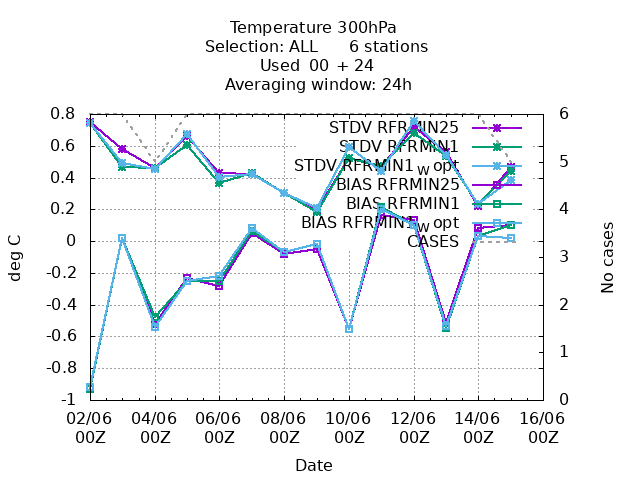 Temperature 300hPa
Selection: ALL 6 stations
Used 00 + 24
Averaging window: 24h
0.8
0.6
0.4
0.2
0
-0.2
-0.4
-0.6
-0.8
-1
deg C
6
5
4
3
2
1
0
No cases
STDV RFRMIN25
STDV RFRMIN1
STDV RFRMIN1_w opt
BIAS RFRMIN25
BIAS RFRMIN1
BIAS RFRMIN1_w opt
CASES
02/06 04/06 06/06 08/06 10/06 12/06 14/06 16/06
00Z 00Z 00Z 00Z 00Z 00Z 00Z 00Z
Date